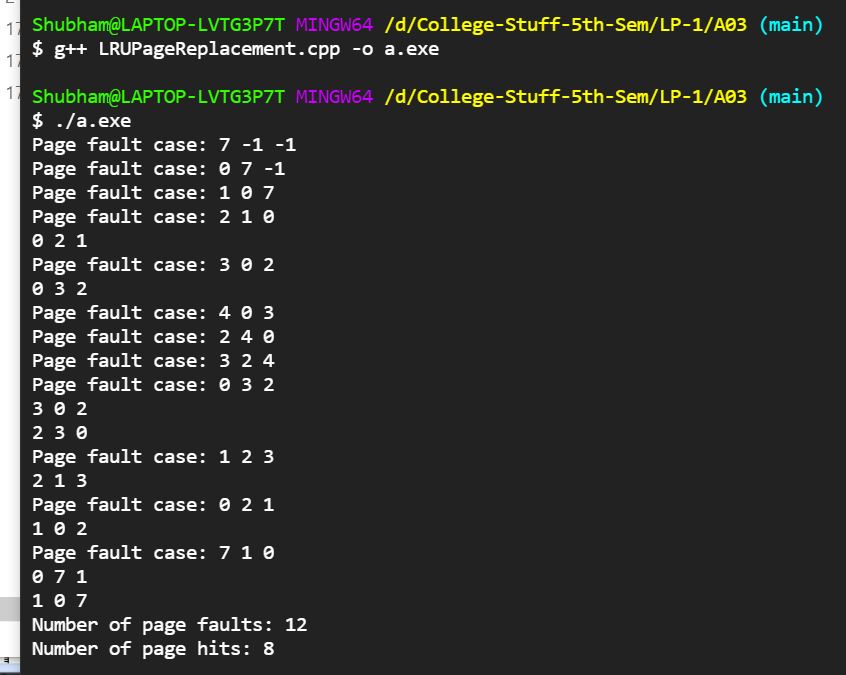 Shubham@LAPTOP-LVTG3P7T MINGW64 /d/College-Stuff-5th-Sem/LP-1/A03 (main)
$ g++ LRUPageReplacement.cpp -o a.exe
Shubham@LAPTOP-LVTG3P7T MINGW64 /d/College-Stuff-5th-Sem/LP-1/A03 (main)
$ ./a.exe
Page fault case: 7 -1 -1
Page fault case: 0 7 -1
Page fault case: 1 0 7
Page fault case: 2 1 0
0 2 1
Page fault case: 3 0 2
0 3 2
Page fault case: 4 0 3
Page fault case: 2 4 0
Page fault case: 3 2 4
Page fault case: 0 3 2
3 0 2
2 3 0
Page fault case: 1 2 3
2 1 3
Page fault case: 0 2 1
1 0 2
Page fault case: 7 1 0
0 7 1
1 0 7
Number of page faults: 12
Number of page hits: 8